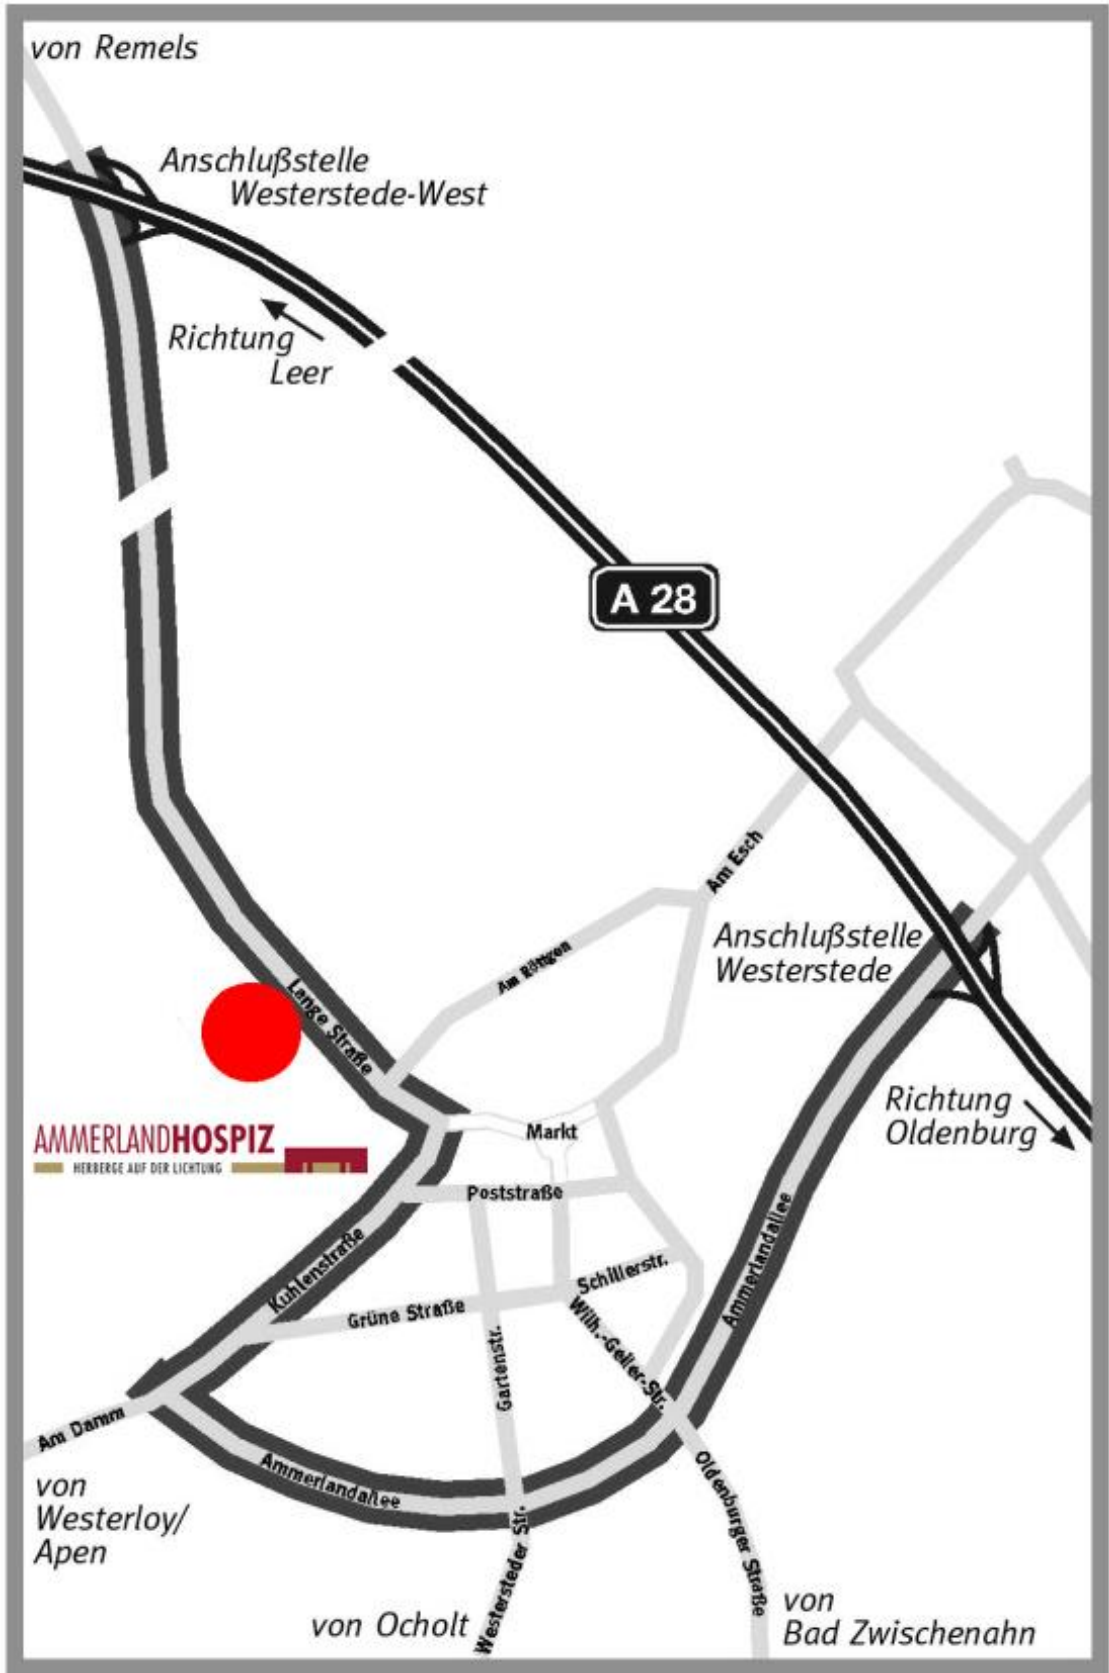 von Remels
Anschlußstelle
Westerstede-West
Richtung
Leer
A 28
Am Esch
Anschlußstelle
Westerstede
Am Röttgen
Lange Straße
Richtung
Oldenburg
AMMERLANDHOSPIZ
HERBERGE AUF DER LICHTUNG
Markt
Poststraße
Kuhlenstraße
Ammerlandallee
Schillerstr.
Grüne Straße
Wilh.-Geiler-Str.
Gartenstr.
Am Damm
Ammerlandallee
Oldenburger Straße
von
Westerloy/
Apen
Westersteder Str.
von Ocholt
von
Bad Zwischenahn